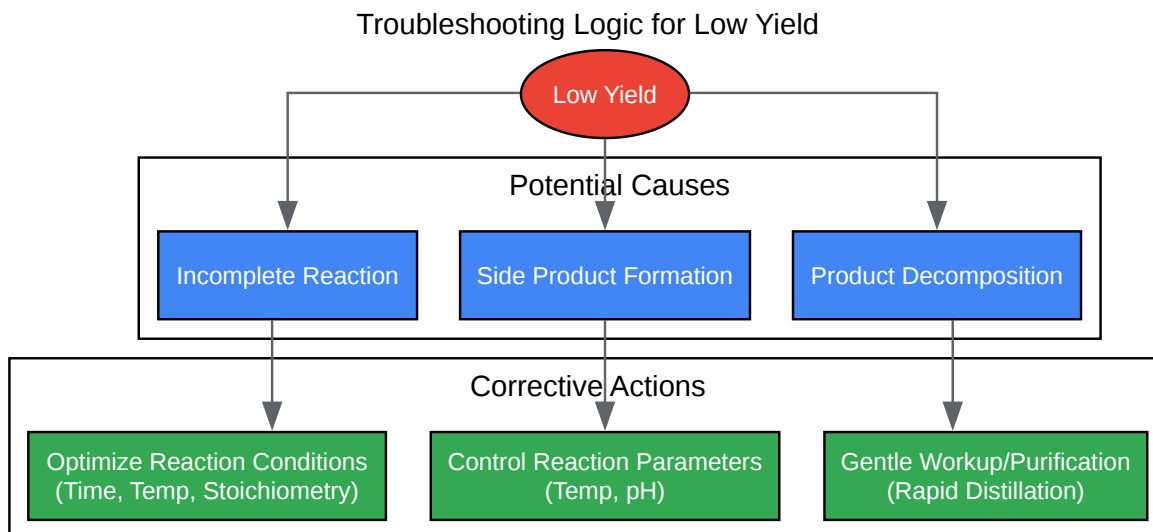 Troubleshooting Logic for Low Yield
Low Yield
Potential Causes
Incomplete Reaction
Side Product Formation
Product Decomposition
Corrective Actions
Optimize Reaction Conditions
(Time, Temp, Stoichiometry)
Control Reaction Parameters
(Temp, pH)
Gentle Workup/Purification
(Rapid Distillation)